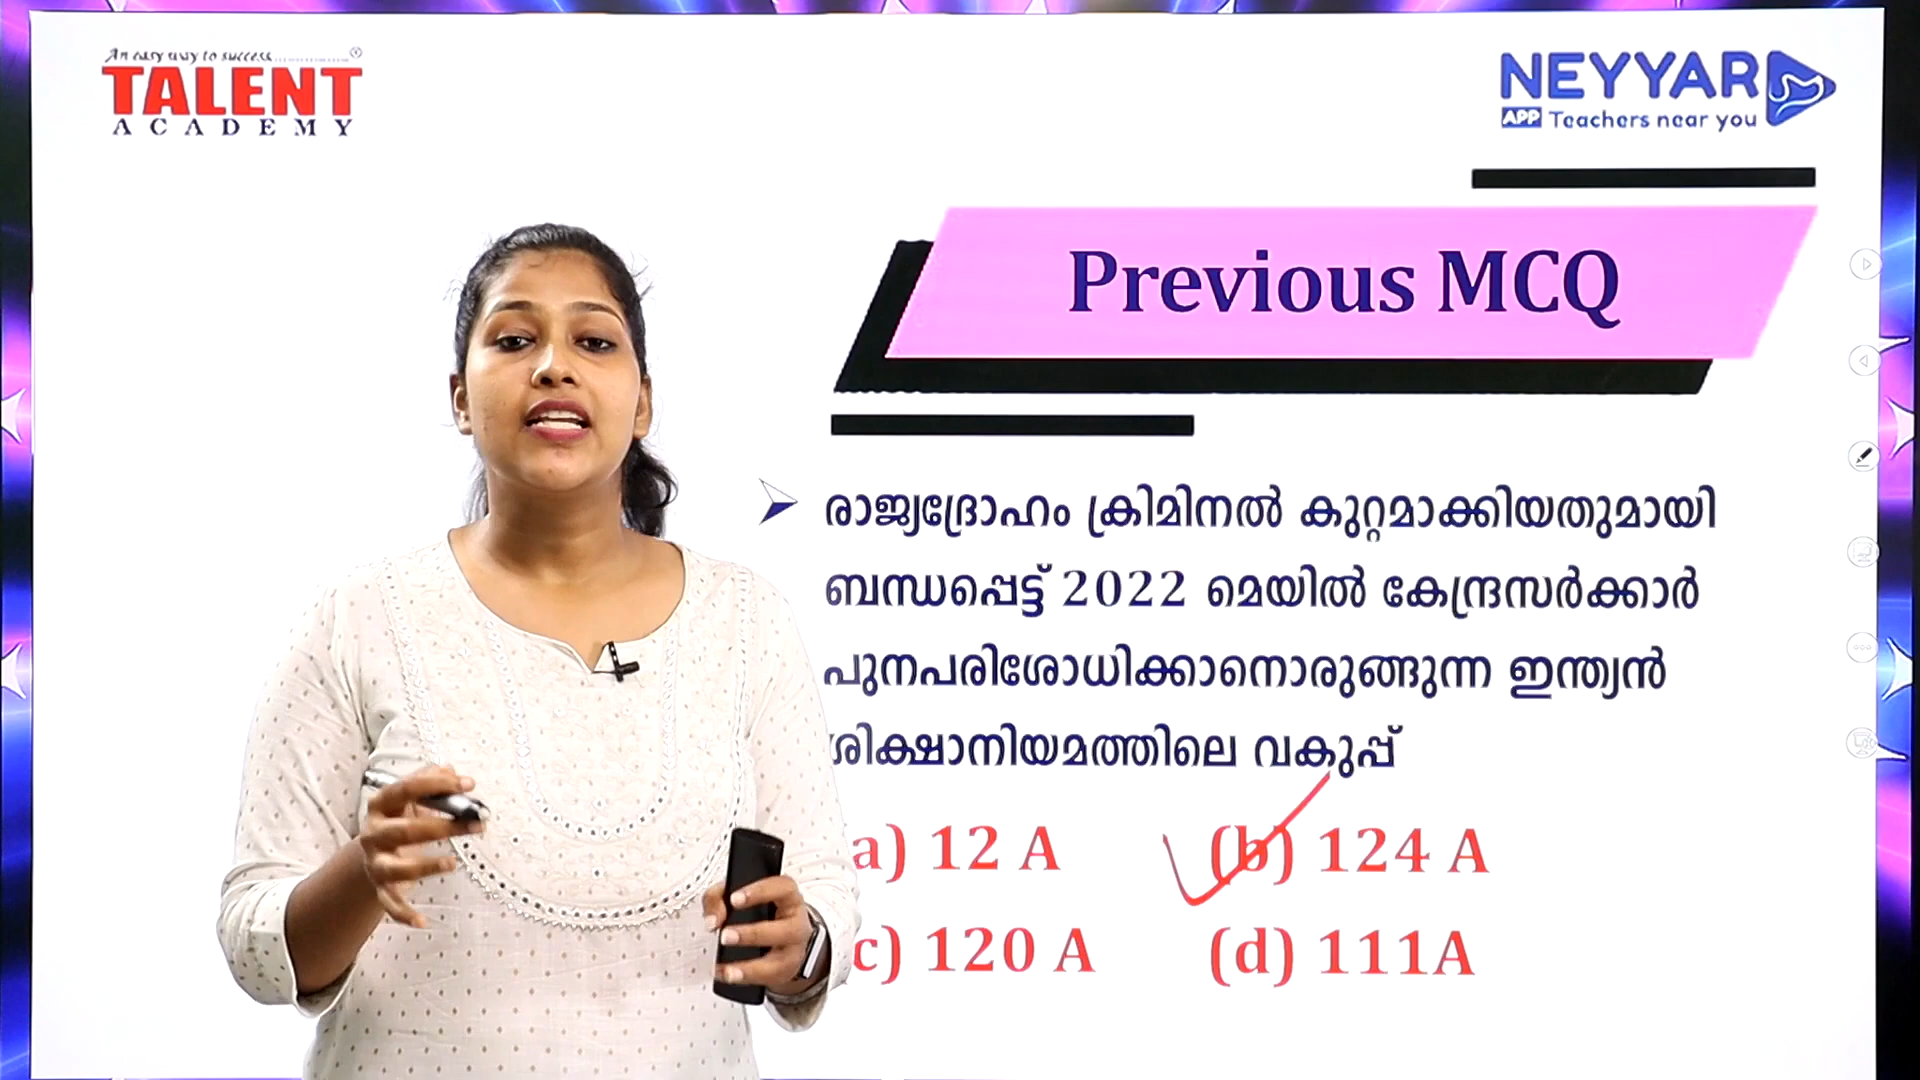 An easy way to success..............®
TALENT
ACADEMY
NEYYAR
APP Teachers near you
Previous MCQ
രാജ്യദ്രോഹം ക്രിമിനൽ കുറ്റമാക്കിയതുമായി
ബന്ധപ്പെട്ട് 2022 മെയിൽ കേന്ദ്രസർക്കാർ
പുനപരിശോധിക്കാനൊരുങ്ങുന്ന ഇന്ത്യൻ
ശിക്ഷാനിയമത്തിലെ വകുപ്പ്
a) 12 A (b) 124 A
c) 120 A (d) 111A